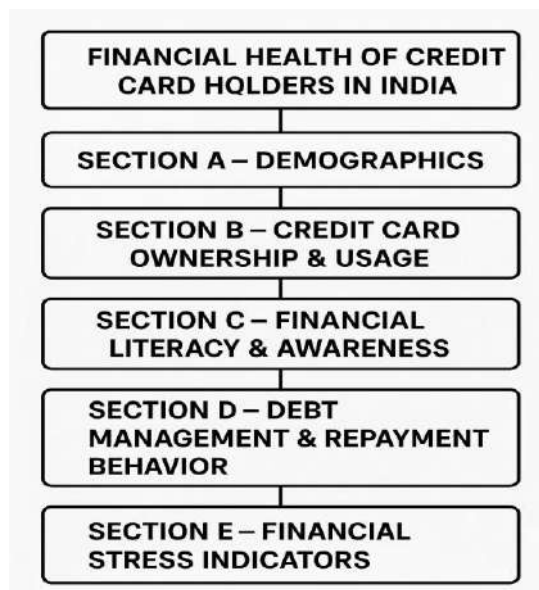 FINANCIAL HEALTH OF CREDIT
CARD HQLDERS IN INDIA
SECTION A – DEMOGRAPHICS
SECTION B – CREDIT CARD
OWNERSHIP & USAGE
SECTION C – FINANCIAL
LITERACY & AWARENESS
SECTION D – DEBT
MANAGEMENT & REPAYMENT
BEHAVIOR
SECTION E – FINANCIAL
STRESS INDICATORS